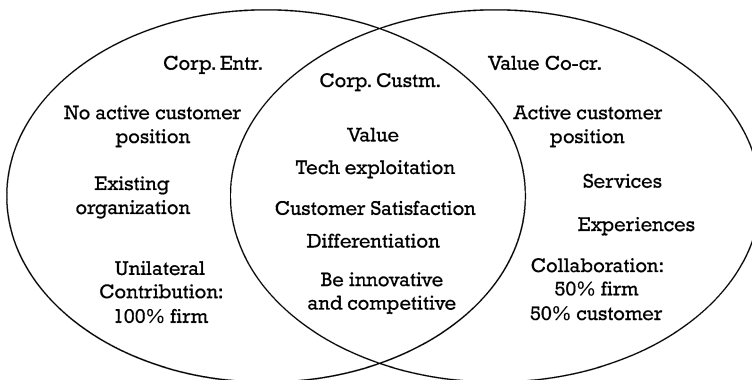 Corp. Entr.
No active customer
position
Existing
organization
Unilateral
Contribution:
100% firm
Corp. Custm.
Value
Tech exploitation
Customer Satisfaction
Differentiation
Be innovative
and competitive
Value Co-cr.
Active customer
position
Services
Experiences
Collaboration:
50% firm
50% customer